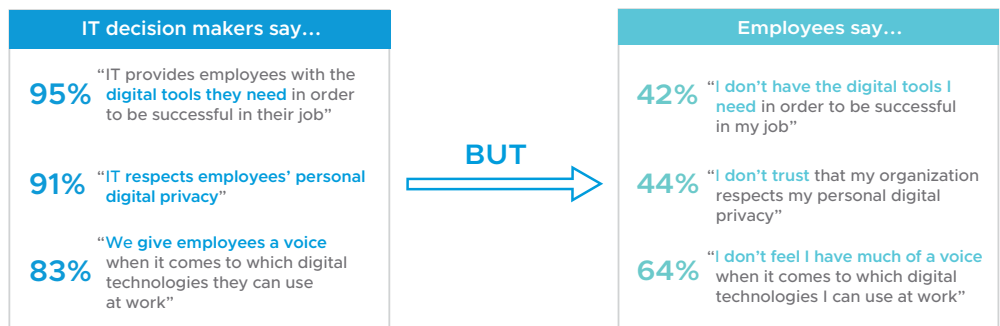 IT decision makers say...
95%
“IT provides employees with the
digital tools they need in order
to be successful in their job”
91%
“IT respects employees’ personal
digital privacy”
83%
“We give employees a voice
when it comes to which digital
technologies they can use
at work”
BUT
Employees say...
42%
“I don’t have the digital tools I
need in order to be successful
in my job”
44%
“I don’t trust that my organization
respects my personal digital
privacy”
64%
“I don’t feel I have much of a voice
when it comes to which digital
technologies I can use at work”